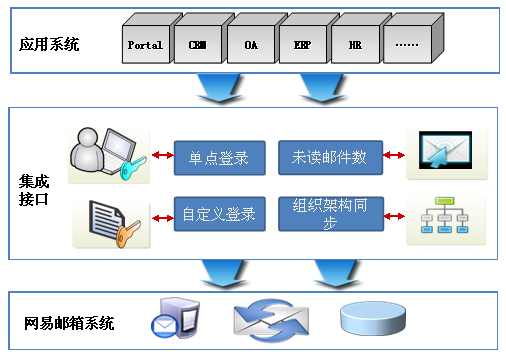 应用系统
Portal
CRM
OA
ERP
HR
······
集成
接口
单点登录
未读邮件数
自定义登录
组织架构同
步
网易邮箱系统